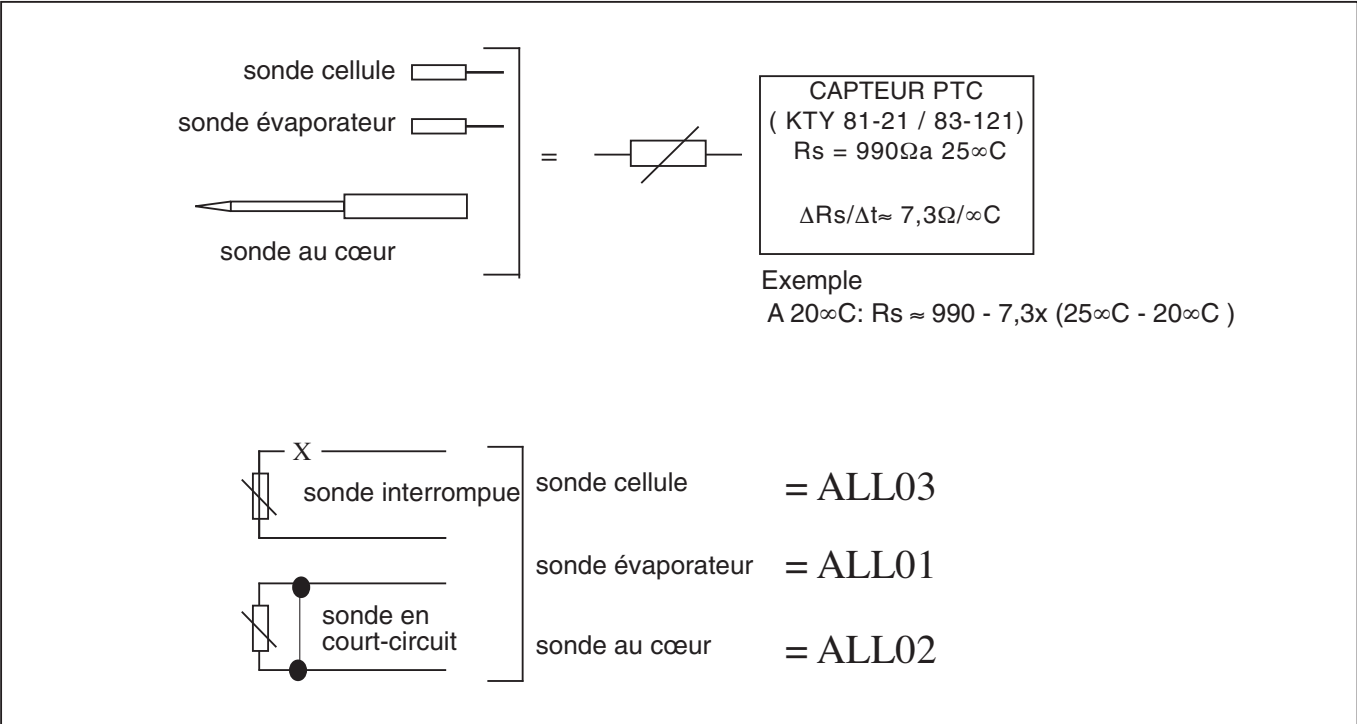 sonde cellule
sonde évaporateur
sonde au cœur
=
CAPTEUR PTC
( KTY 81-21 / 83-121)
Rs = 990Ωa 25∞C
ΔRs/Δt≈ 7,3Ω/∞C
Exemple
A 20∞C: Rs ≈ 990 - 7,3x (25∞C - 20∞C )
X
sonde interrompue
sonde en
court-circuit
sonde cellule = ALL03
sonde évaporateur = ALL01
sonde au cœur = ALL02